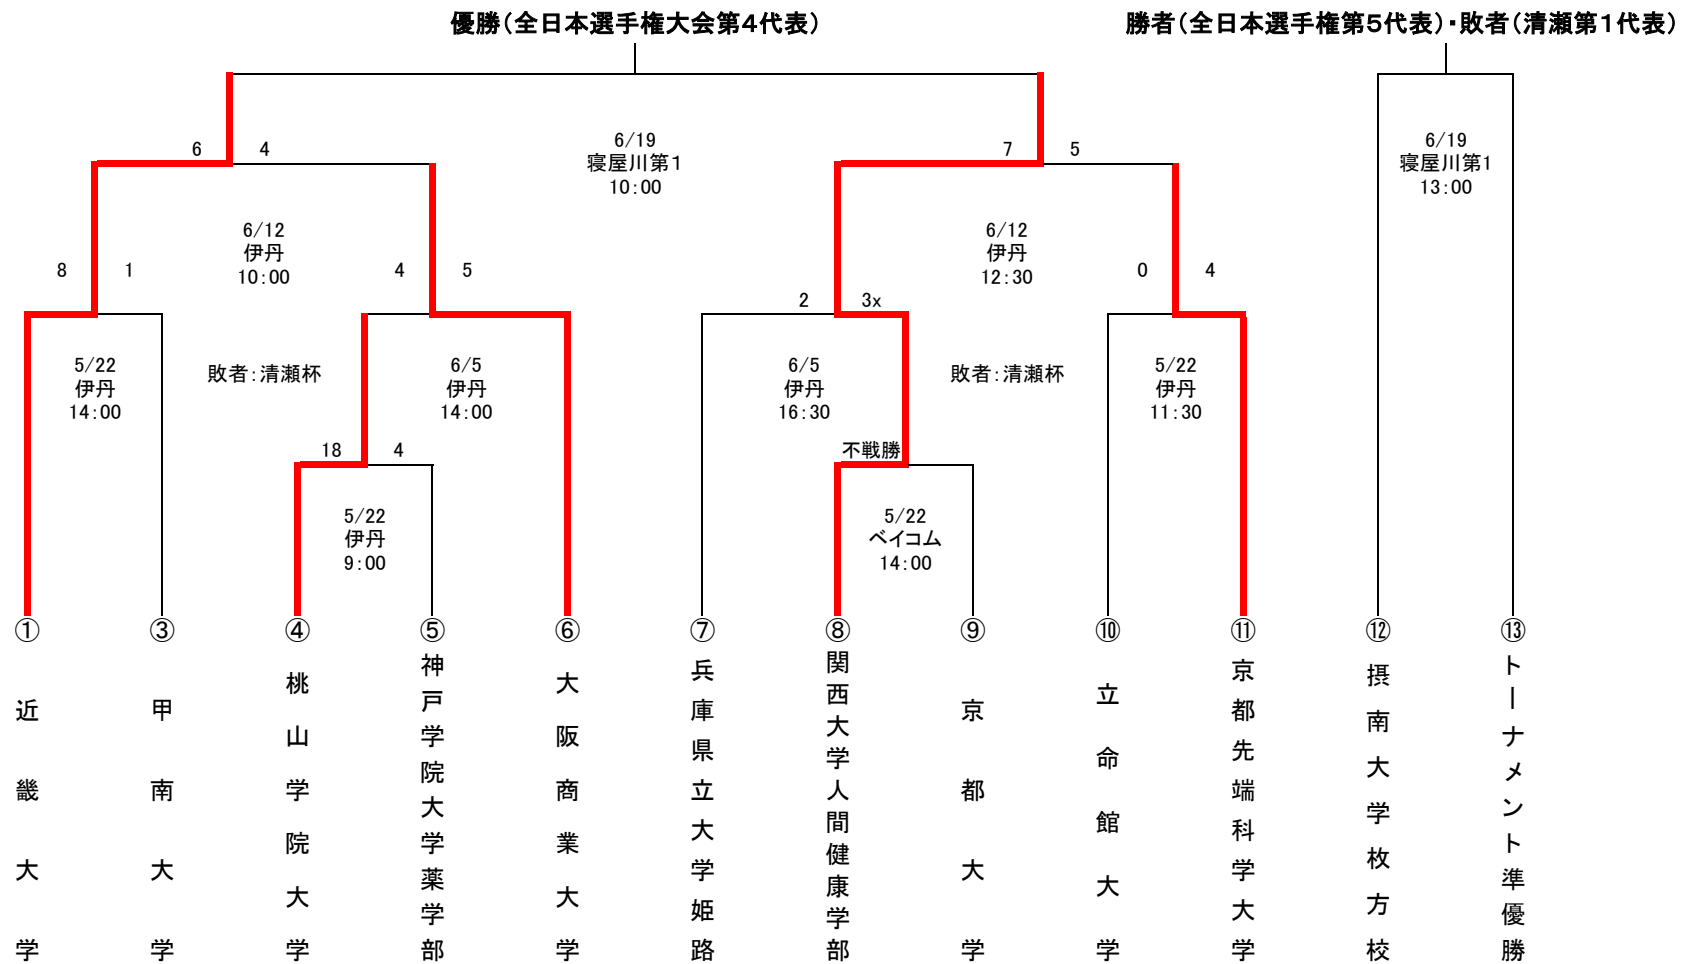 優勝(全日本選手権大会第4代表)
勝者(全日本選手権第5代表)・敗者(清瀬第1代表)
6 4
6/19
寝屋川第1
10:00
7 5
6/19
寝屋川第1
13:00
8 1
6/12
伊丹
10:00
4 5
6/12
伊丹
12:30
0 4
2 3x
5/22
伊丹
14:00
敗者:清瀬杯
6/5
伊丹
14:00
6/5
伊丹
16:30
敗者:清瀬杯
5/22
伊丹
11:30
18 4
不戦勝
5/22
伊丹
9:00
5/22
ベイコム
14:00
① 近畿大学
③ 甲南大学
④ 桃山学院大学
⑤ 神戸学院大学薬学部
⑥ 大阪商業大学
⑦ 兵庫県立大学姫路
⑧ 関西大学人間健康学部
⑨ 京都大学
⑩ 立命館大学
⑪ 京都先端科学大学
⑫ 摂南大学枚方校
⑬ トーナメント準優勝